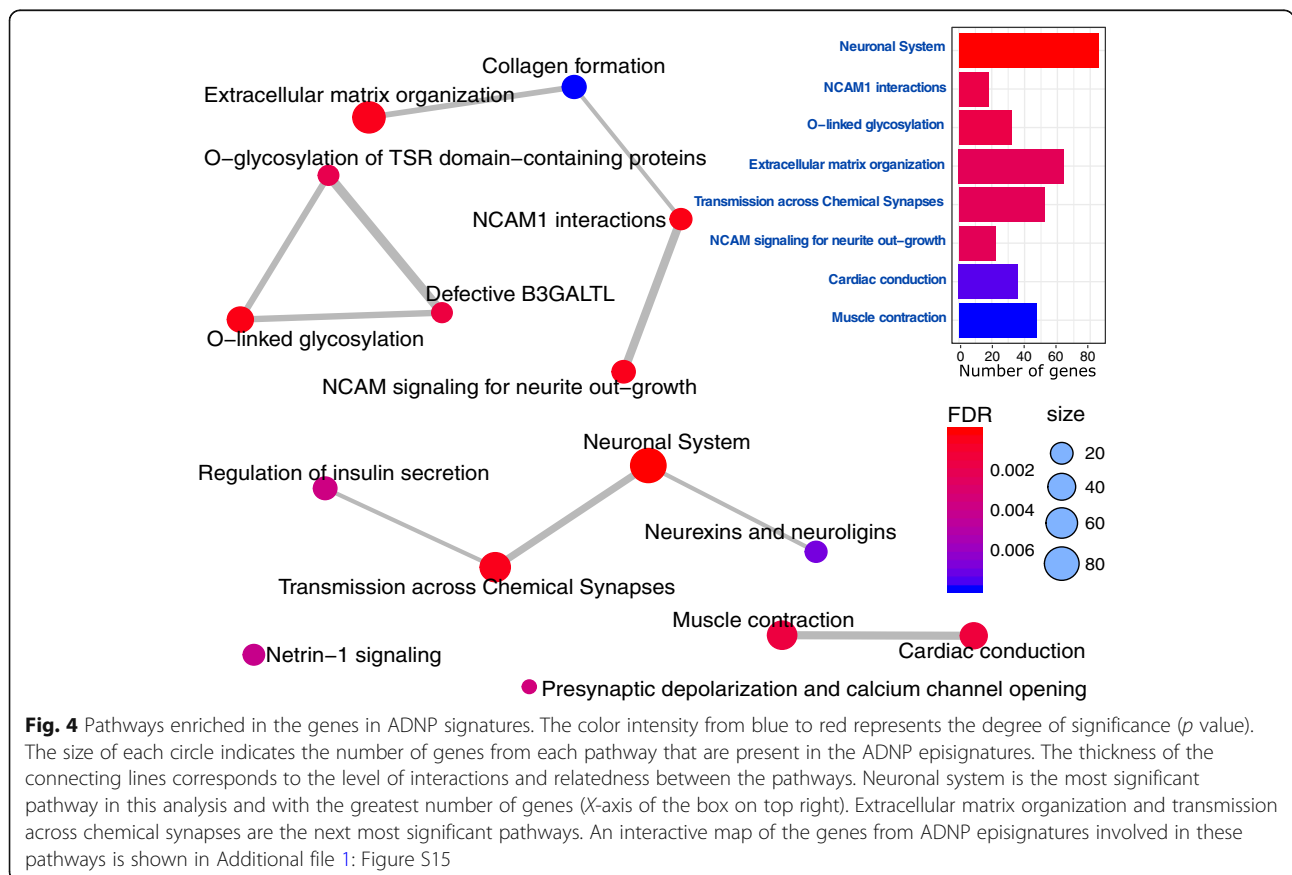 Collagen formation
Extracellular matrix organization
O−glycosylation of TSR domain−containing proteins
NCAM1 interactions
Defective B3GALTL
O−linked glycosylation
NCAM signaling for neurite out−growth
Neuronal System
Regulation of insulin secretion
Neurexins and neuroligins
Transmission across Chemical Synapses
Muscle contraction
Cardiac conduction
Netrin−1 signaling
Presynaptic depolarization and calcium channel opening
Neuronal System
NCAM1 interactions
O−linked glycosylation
Extracellular matrix organization
Transmission across Chemical Synapses
NCAM signaling for neurite out−growth
Cardiac conduction
Muscle contraction
0 20 40 60 80
Number of genes
FDR
0.002
0.004
0.006
size
20
40
60
80
Fig. 4 Pathways enriched in the genes in ADNP signatures. The color intensity from blue to red represents the degree of significance (p value).
The size of each circle indicates the number of genes from each pathway that are present in the ADNP episignatures. The thickness of the
connecting lines corresponds to the level of interactions and relatedness between the pathways. Neuronal system is the most significant
pathway in this analysis and with the greatest number of genes (X-axis of the box on top right). Extracellular matrix organization and transmission
across chemical synapses are the next most significant pathways. An interactive map of the genes from ADNP episignatures involved in these
pathways is shown in Additional file 1: Figure S15